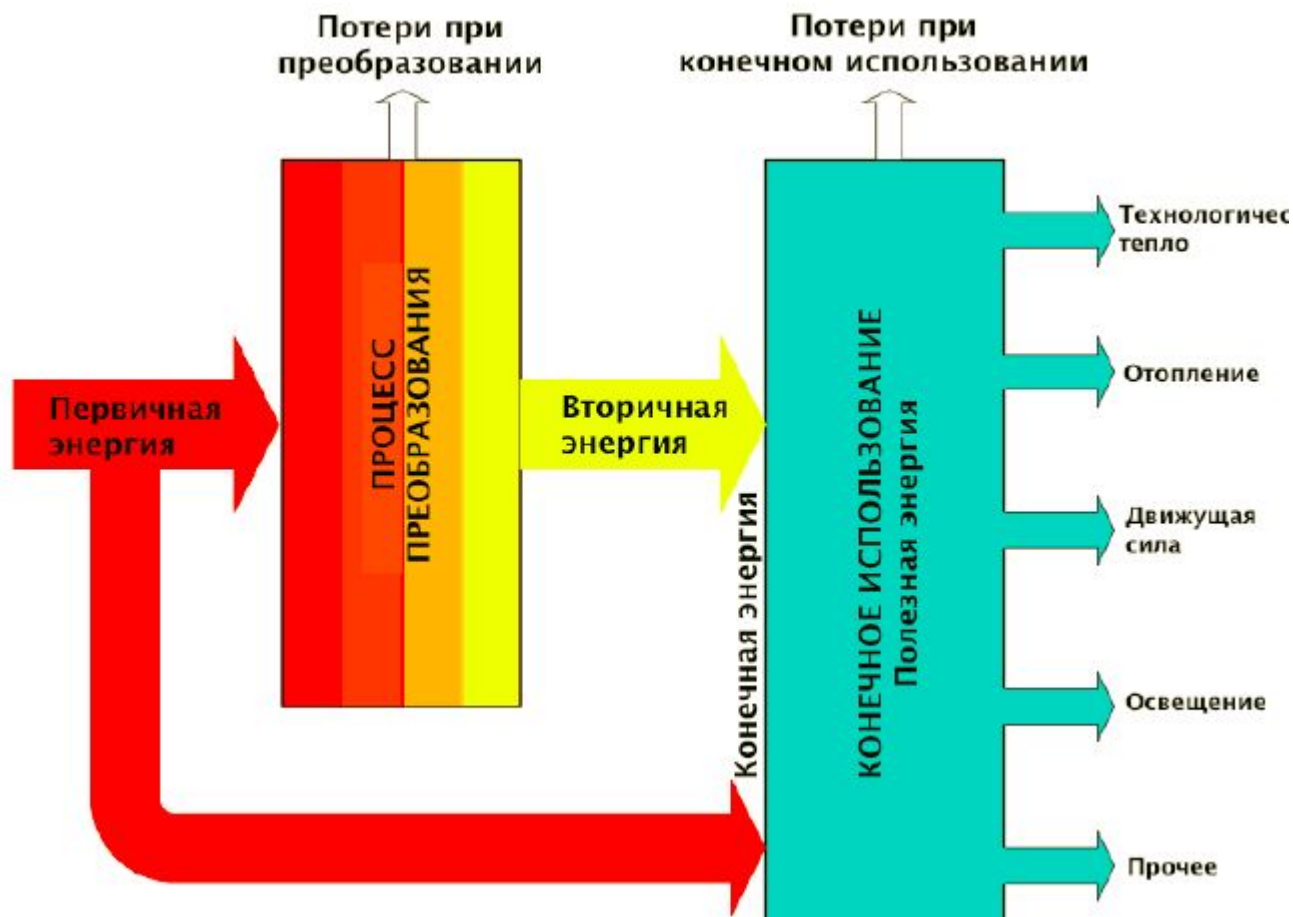 Потери при
преобразовании
Потери при
конечном использовании
Первичная
энергия
ПРОЦЕСС
ПРЕОБРАЗОВАНИЯ
Вторичная
энергия
Конечная энергия
КОНЕЧНОЕ ИСПОЛЬЗОВАНИЕ
Полезная энергия
тепло
Отопление
Движущая
сила
Освещение
Прочее